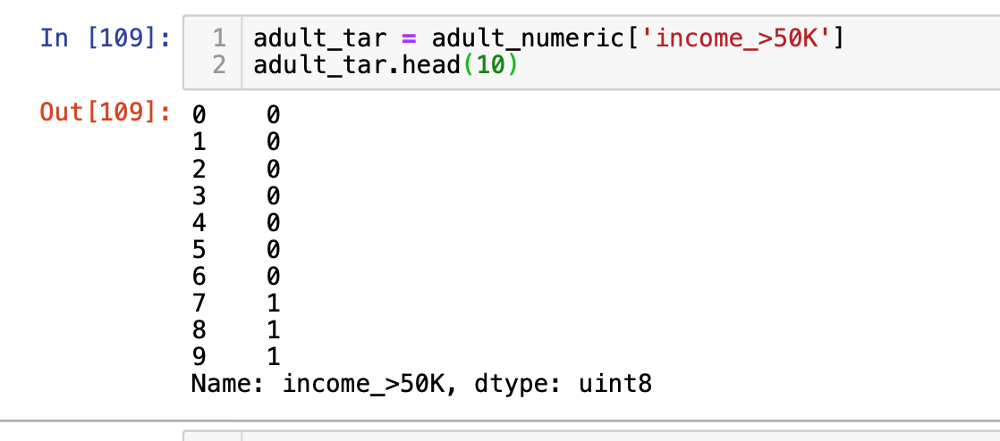 In [109]:
1 adult_tar = adult_numeric['income_>50K']
2 adult_tar.head(10)
Out[109]:
0 0
1 0
2 0
3 0
4 0
5 0
6 0
7 1
8 1
9 1
Name: income_>50K, dtype: uint8